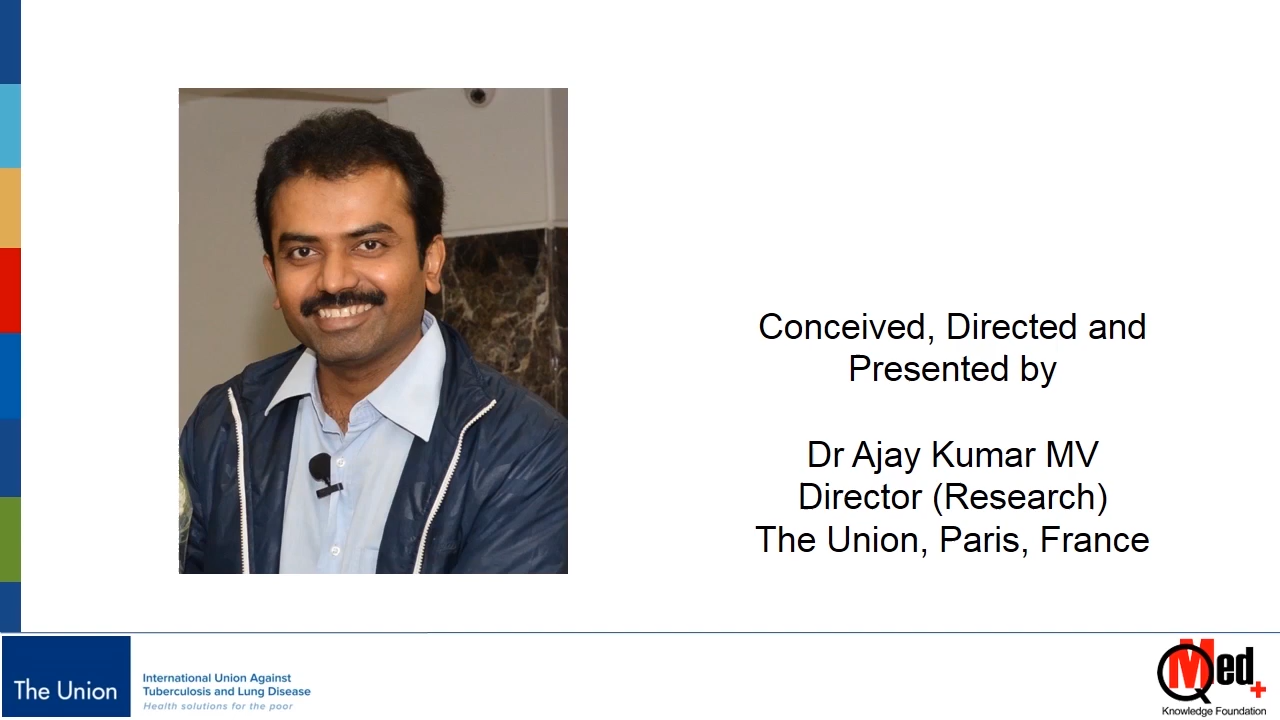 Conceived, Directed and
Presented by
Dr Ajay Kumar MV
Director (Research)
The Union, Paris, France
The Union
International Union Against
Tuberculosis and Lung Disease
Health solutions for the poor
QMed
Knowledge Foundation